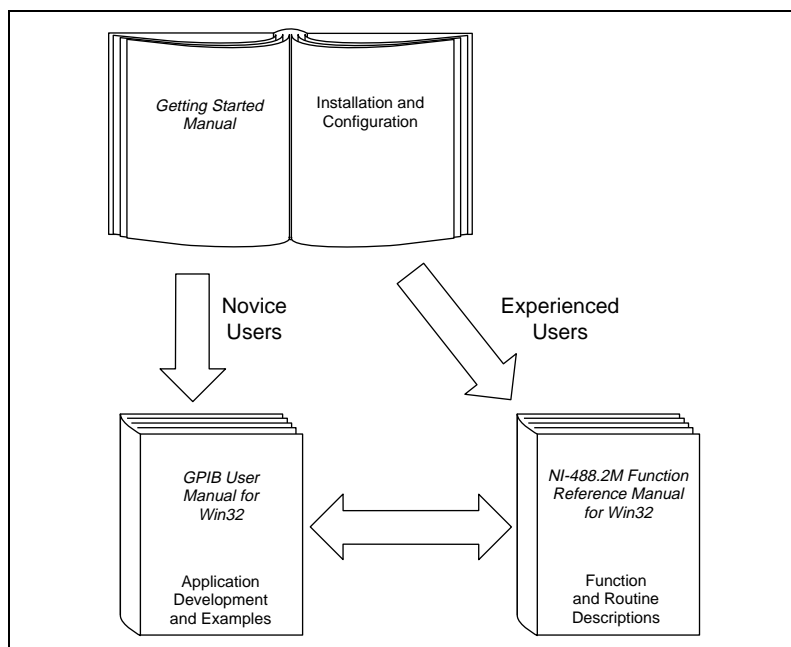 Getting Started
Manual
Installation and
Configuration
Novice
Users
Experienced
Users
GPIB User
Manual for
Win32
Application
Development
and Examples
NI-488.2M Function
Reference Manual
for Win32
Function
and Routine
Descriptions